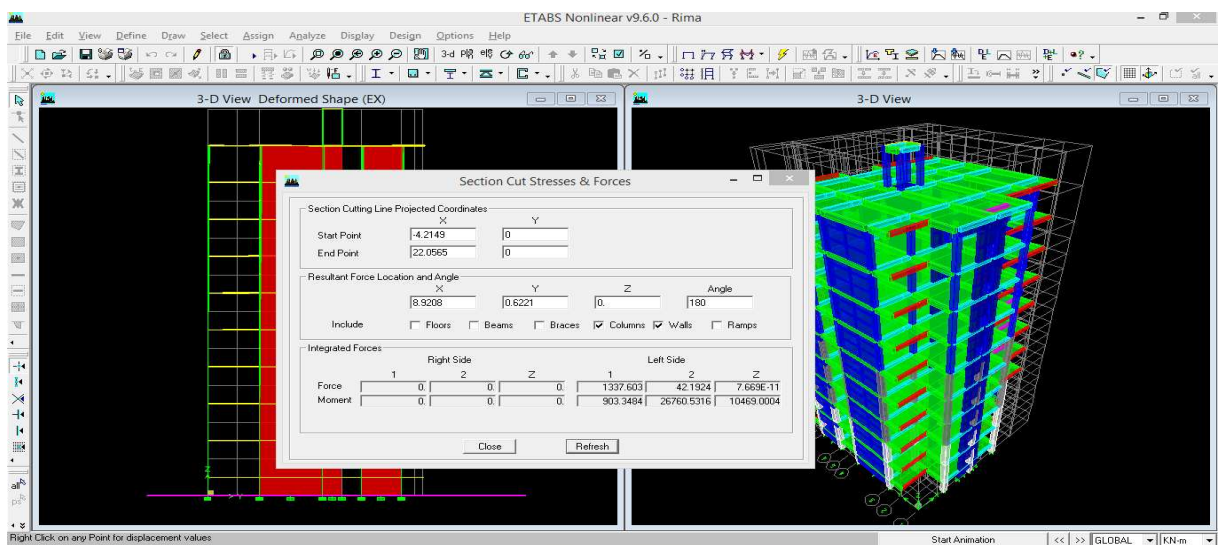 ETABS Nonlinear v9.6.0 - Rima
File Edit View Define Draw Select Assign Analyze Display Design Options Help
3-d
3-D View Deformed Shape (EX)
3-D View
Section Cut Stresses & Forces
Section Cutting Line Projected Coordinates
X Y
Start Point -4.2149 0
End Point 22.0565 0
Resultant Force Location and Angle
X Y Z Angle
8.9208 0.6221 0. 180
Include Floors Beams Braces Columns Walls Ramps
Integrated Forces
Right Side Left Side
1 2 Z 1 2 Z
Force 0. 0. 0. 1337.603 42.1924 7.669E-11
Moment 0. 0. 0. 903.3484 26760.5316 10469.0004
Close Refresh
all
ps
Right Click on any Point for displacement values Start Animation << >> GLOBAL KN-m